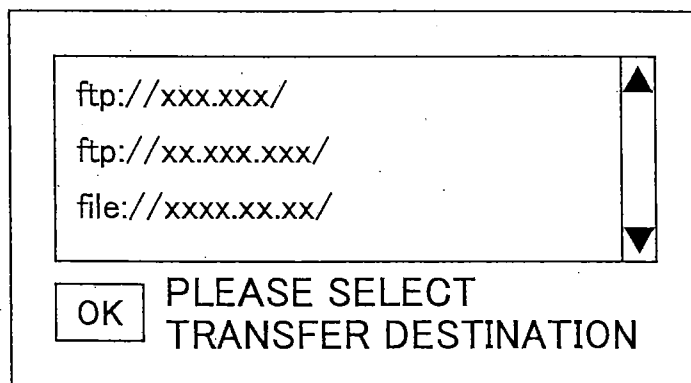 ftp://xxx.xxx/
ftp://xx.xxx.xxx/
file://xxxx.xx.xx/
OK
PLEASE SELECT
TRANSFER DESTINATION